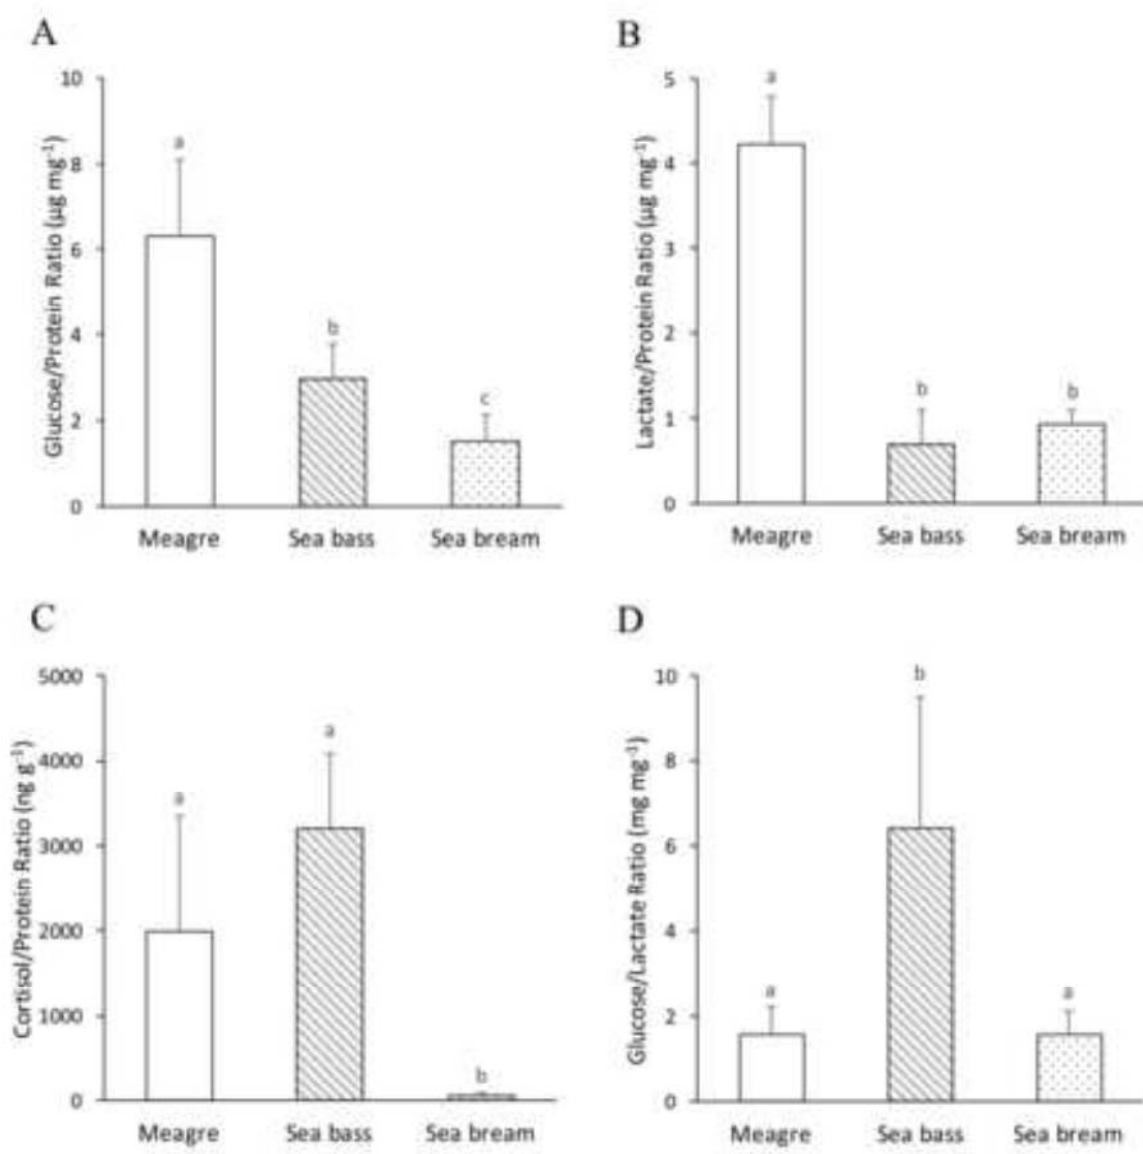 A
Glucose/Protein Ratio (µg mg⁻¹)
10
8
6
4
2
0
a
b
c
Meagre Sea bass Sea bream
B
Lactate/Protein Ratio (µg mg⁻¹)
5
4
3
2
1
0
a
b
b
Meagre Sea bass Sea bream
C
Cortisol/Protein Ratio (ng g⁻¹)
5000
4000
3000
2000
1000
0
a
a
b
Meagre Sea bass Sea bream
D
Glucose/Lactate Ratio (mg mg⁻¹)
10
8
6
4
2
0
a
b
a
Meagre Sea bass Sea bream